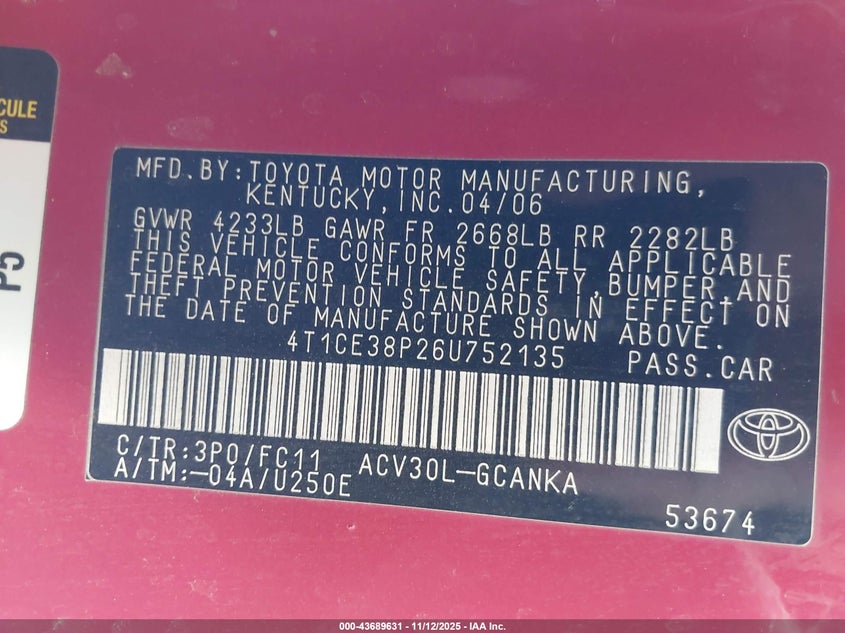 CULE
S
CP
MFD.BY:TOYOTA MOTOR MANUFACTURING,
KENTUCKY,INC.04/06
GVWR 4233LB GAWR FR 2668LB RR 2282LB
THIS VEHICLE CONFORMS TO ALL APPLICABLE
FEDERAL MOTOR VEHICLE SAFETY,BUMPER,AND
THEFT PREVENTION STANDARDS IN EFFECT ON
THE DATE OF MANUFACTURE SHOWN ABOVE.
4T1CE38P26U752135 PASS.CAR
C/TR:3P0/FC11 ACV30L-GCANKA
A/TM:-04A/U250E
53674
000-43689631 - 11/12/2025 - IAA Inc.